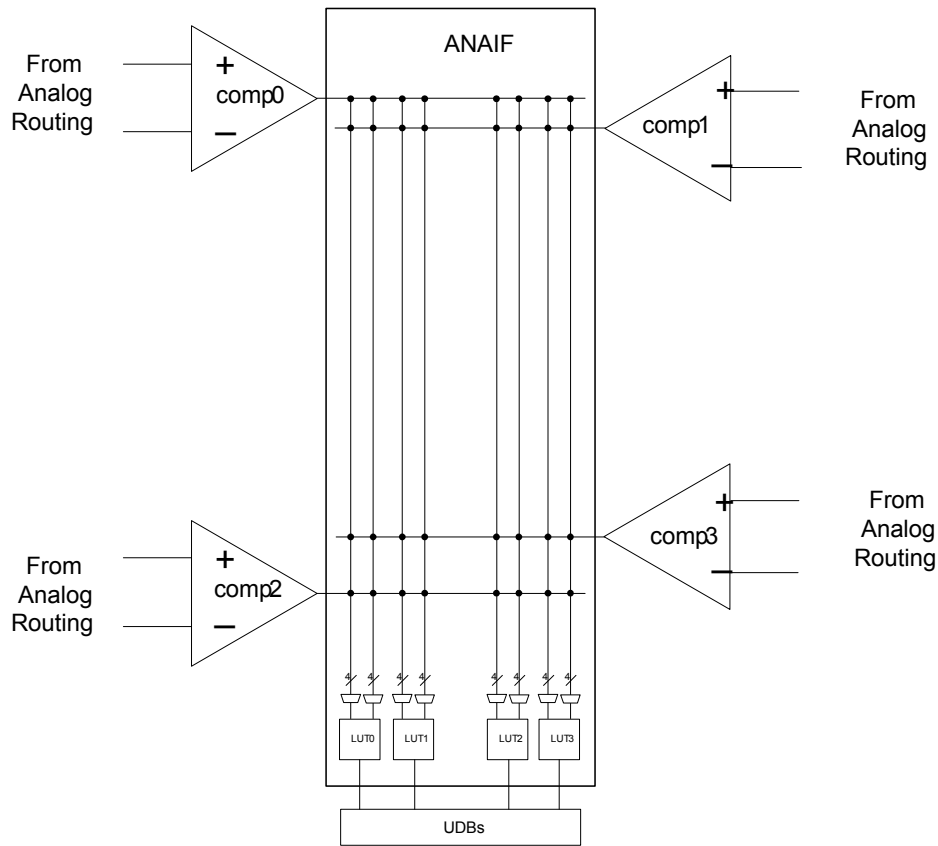 ANAIF
From
Analog
Routing
+
comp0
−
+
comp1
−
From
Analog
Routing
From
Analog
Routing
+
comp2
−
+
comp3
−
From
Analog
Routing
4 4 4 4 4 4 4 4
LUT0 LUT1 LUT2 LUT3
UDBs